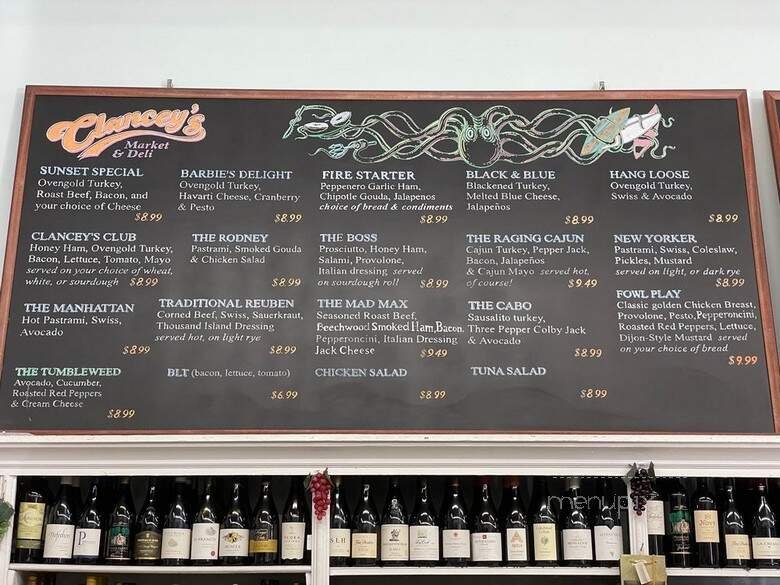 Clancey's
Market
& Deli
SUNSET SPECIAL
Ovengold Turkey,
Roast Beef, Bacon, and
your choice of Cheese
$8.99
BARBIE'S DELIGHT
Ovengold Turkey,
Havarti Cheese, Cranberry
& Pesto
$8.99
FIRE STARTER
Peppenero Garlic Ham,
Chipotle Gouda, Jalapenos
choice of bread & condiments
$8.99
BLACK & BLUE
Blackened Turkey,
Melted Blue Cheese,
Jalapeños
$8.99
HANG LOOSE
Ovengold Turkey,
Swiss & Avocado
$8.99
CLANCEY'S CLUB
Honey Ham, Ovengold Turkey,
Bacon, Lettuce, Tomato, Mayo
served on your choice of wheat,
white, or sourdough $8.99
THE RODNEY
Pastrami, Smoked Gouda
& Chicken Salad
$8.99
THE BOSS
Prosciutto, Honey Ham,
Salami, Provolone,
Italian dressing served
on sourdough roll $8.99
THE RAGING CAJUN
Cajun Turkey, Pepper Jack,
Bacon, Jalapeños
& Cajun Mayo served hot,
of course! $9.49
NEW YORKER
Pastrami, Swiss, Coleslaw,
Pickles, Mustard
served on light, or dark rye
$8.99
THE MANHATTAN
Hot Pastrami, Swiss,
Avocado
$8.99
TRADITIONAL REUBEN
Corned Beef, Swiss, Sauerkraut,
Thousand Island Dressing
served hot, on light rye
$8.99
THE MAD MAX
Seasoned Roast Beef,
Beechwood Smoked Ham, Bacon,
Pepperoncini, Italian Dressing
Jack Cheese $9.49
THE CABO
Sausalito turkey,
Three Pepper Colby Jack
& Avocado
$8.99
FOWL PLAY
Classic golden Chicken Breast,
Provolone, Pesto, Pepperoncini,
Roasted Red Peppers, Lettuce,
Dijon-Style Mustard served
on your choice of bread
$9.99
THE TUMBLEWEED
Avocado, Cucumber,
Roasted Red Peppers
& Cream Cheese
$8.99
BLT (bacon, lettuce, tomato)
$6.99
CHICKEN SALAD
$8.99
TUNA SALAD
$8.99
menupix